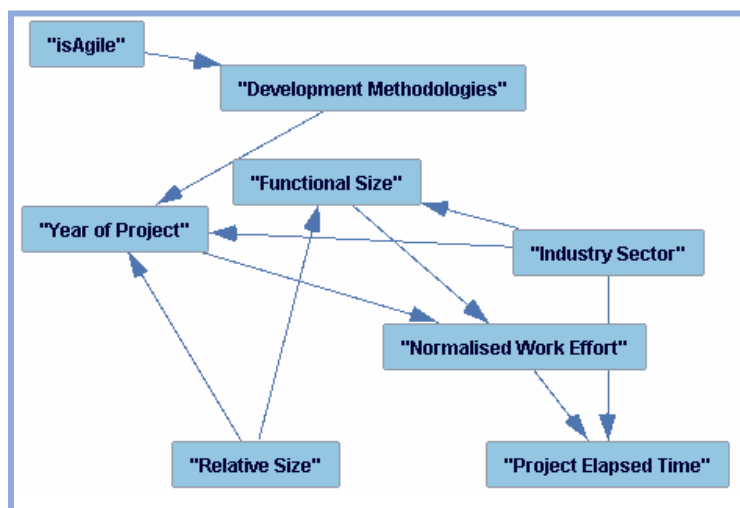 "isAgile"
"Development Methodologies"
"Functional Size"
"Year of Project"
"Industry Sector"
"Normalised Work Effort"
"Relative Size"
"Project Elapsed Time"